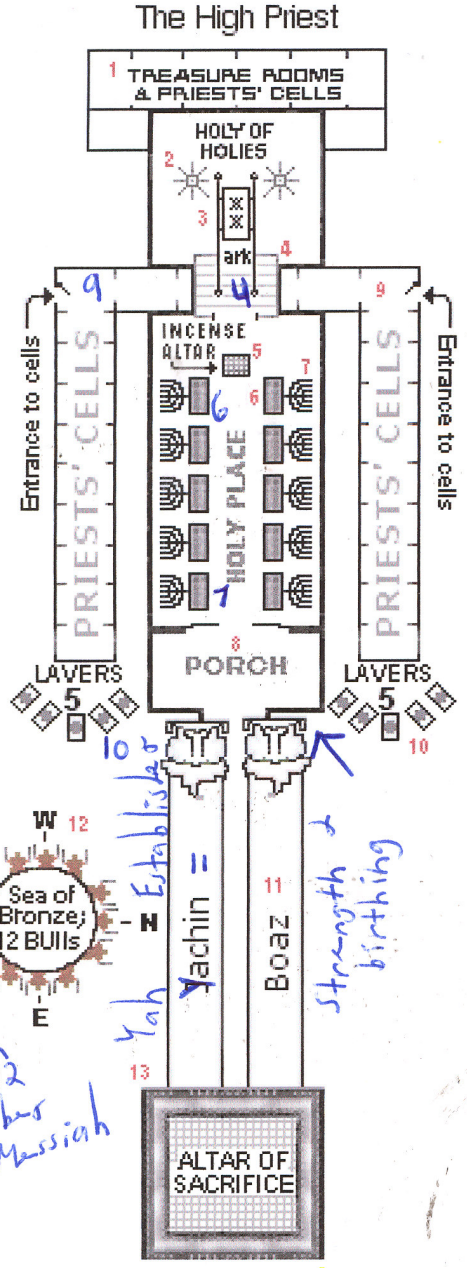 The High Priest
1 TREASURE ROOMS
& PRIESTS' CELLS
HOLY OF
HOLIES
2
3
4
ark
4
9
9
INCENSE
ALTAR
5
7
6
6
Entrance to cells
PRIESTS' CELLS
HOLY PLACE
PRIESTS' CELLS
Entrance to cells
7
8
PORCH
LAVERS
5
LAVERS
5
10
10
W 12
Sea of
Bronze;
12 BUlls
N
E
Yah Establishes
Yachin =
11
Boaz
Strength &
birthing
Messiah
13
ALTAR OF
SACRIFICE